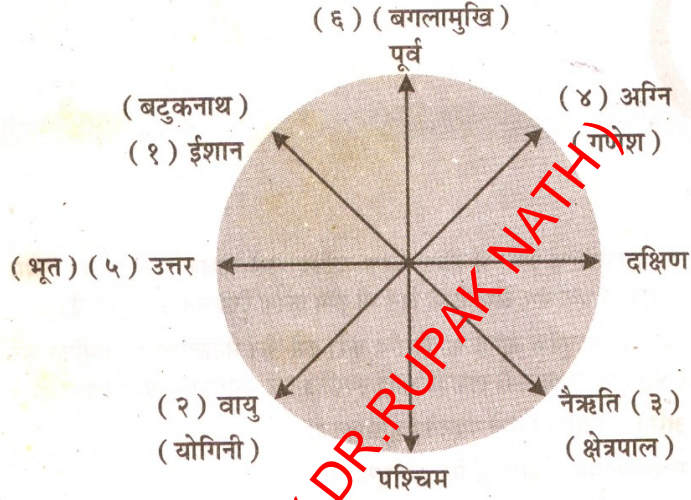 ( ६ ) ( बगलामुखि )
पूर्व
( बटुकनाथ )
( १ ) ईशान
( ४ ) अग्नि
( गणेश )
( भूत ) ( ५ ) उत्तर
दक्षिण
( २ ) वायु
( योगिनी )
नैऋति ( ३ )
( क्षेत्रपाल )
पश्चिम
DR.RUPAK NATH )